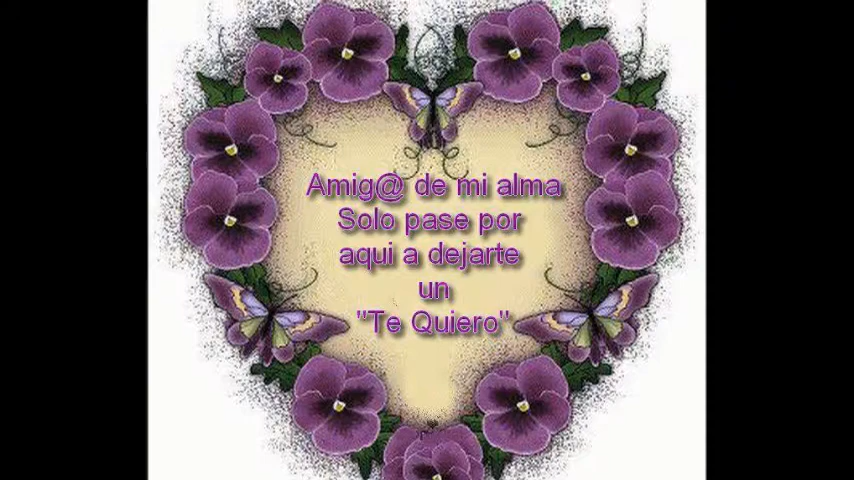 Amig@ de mi alma
Solo pase por
aqui a dejarte
un
"Te Quiero"